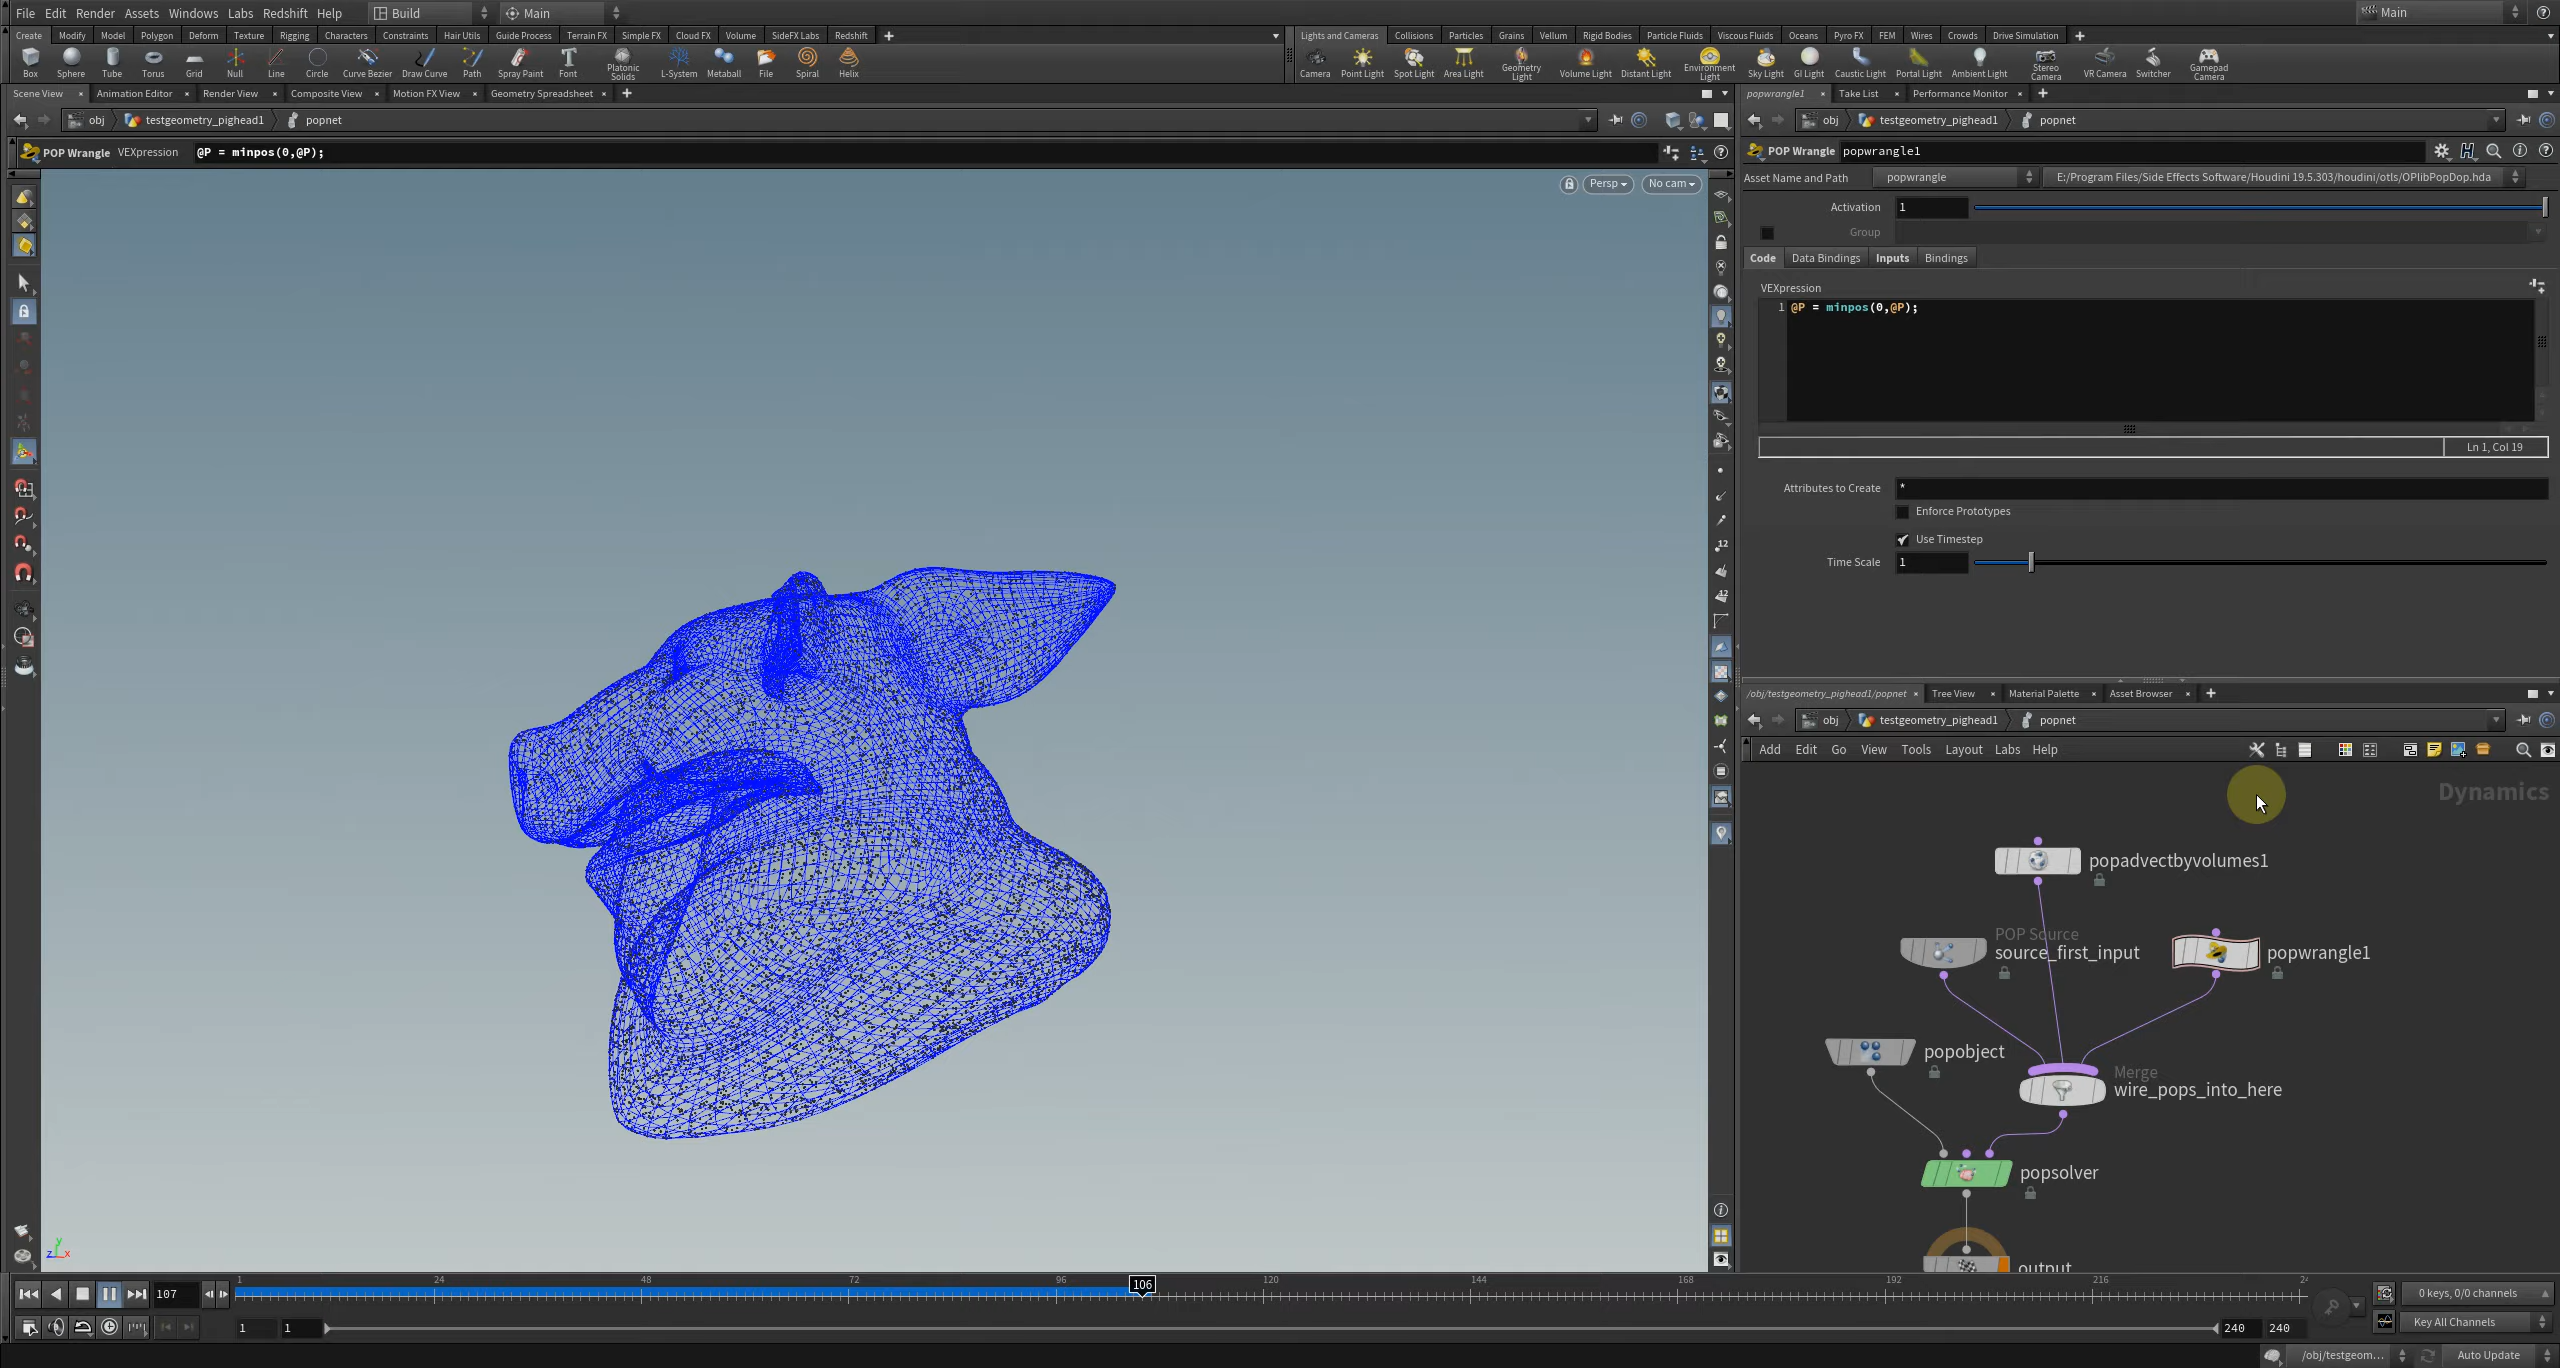 File Edit Render Assets Windows Labs Redshift Help Build Main Main
Create Modify Model Polygon Deform Texture Rigging Characters Constraints Hair Utils Guide Process Terrain FX Simple FX Cloud FX Volume SideFX Labs Redshift
Lights and Cameras Collisions Particles Grains Vellum Rigid Bodies Particle Fluids Viscous Fluids Oceans Pyro FX FEM Wires Crowds Drive Simulation
Box Sphere Tube Torus Grid Null Line Circle Curve Bezier Draw Curve Path Spray Paint Font Platonic Solids L-System Metaball File Spiral Helix
Camera Point Light Spot Light Area Light Geometry Light Volume Light Distant Light Environment Light Sky Light GI Light Caustic Light Portal Light Ambient Light Stereo Camera VR Camera Switcher Gamepad Camera
Scene View Animation Editor Render View Composite View Motion FX View Geometry Spreadsheet
obj testgeometry_pighead1 popnet
POP Wrangle VEXpression @P = minpos(0,@P);
Persp No cam
popwrangle1 Take List Performance Monitor
obj testgeometry_pighead1 popnet
POP Wrangle popwrangle1
Asset Name and Path popwrangle E:/Program Files/Side Effects Software/Houdini 19.5.303/houdini/otls/OPlibPopDop.hda
Activation 1
Group
Code Data Bindings Inputs Bindings
VEXpression
1 @P = minpos(0,@P);
Ln 1, Col 19
Attributes to Create *
Enforce Prototypes
Use Timestep
Time Scale 1
/obj/testgeometry_pighead1/popnet Tree View Material Palette Asset Browser
obj testgeometry_pighead1 popnet
Add Edit Go View Tools Layout Labs Help
Dynamics
popadvectbyvolumes1
POP Source
source_first_input
popwrangle1
popobject
Merge
wire_pops_into_here
popsolver
output
12
12
y
z x
107 1 24 48 72 96 106 120 144 168 192 216 24
0 keys, 0/0 channels
1 1 240 240
Key All Channels
/obj/testgeom... Auto Update